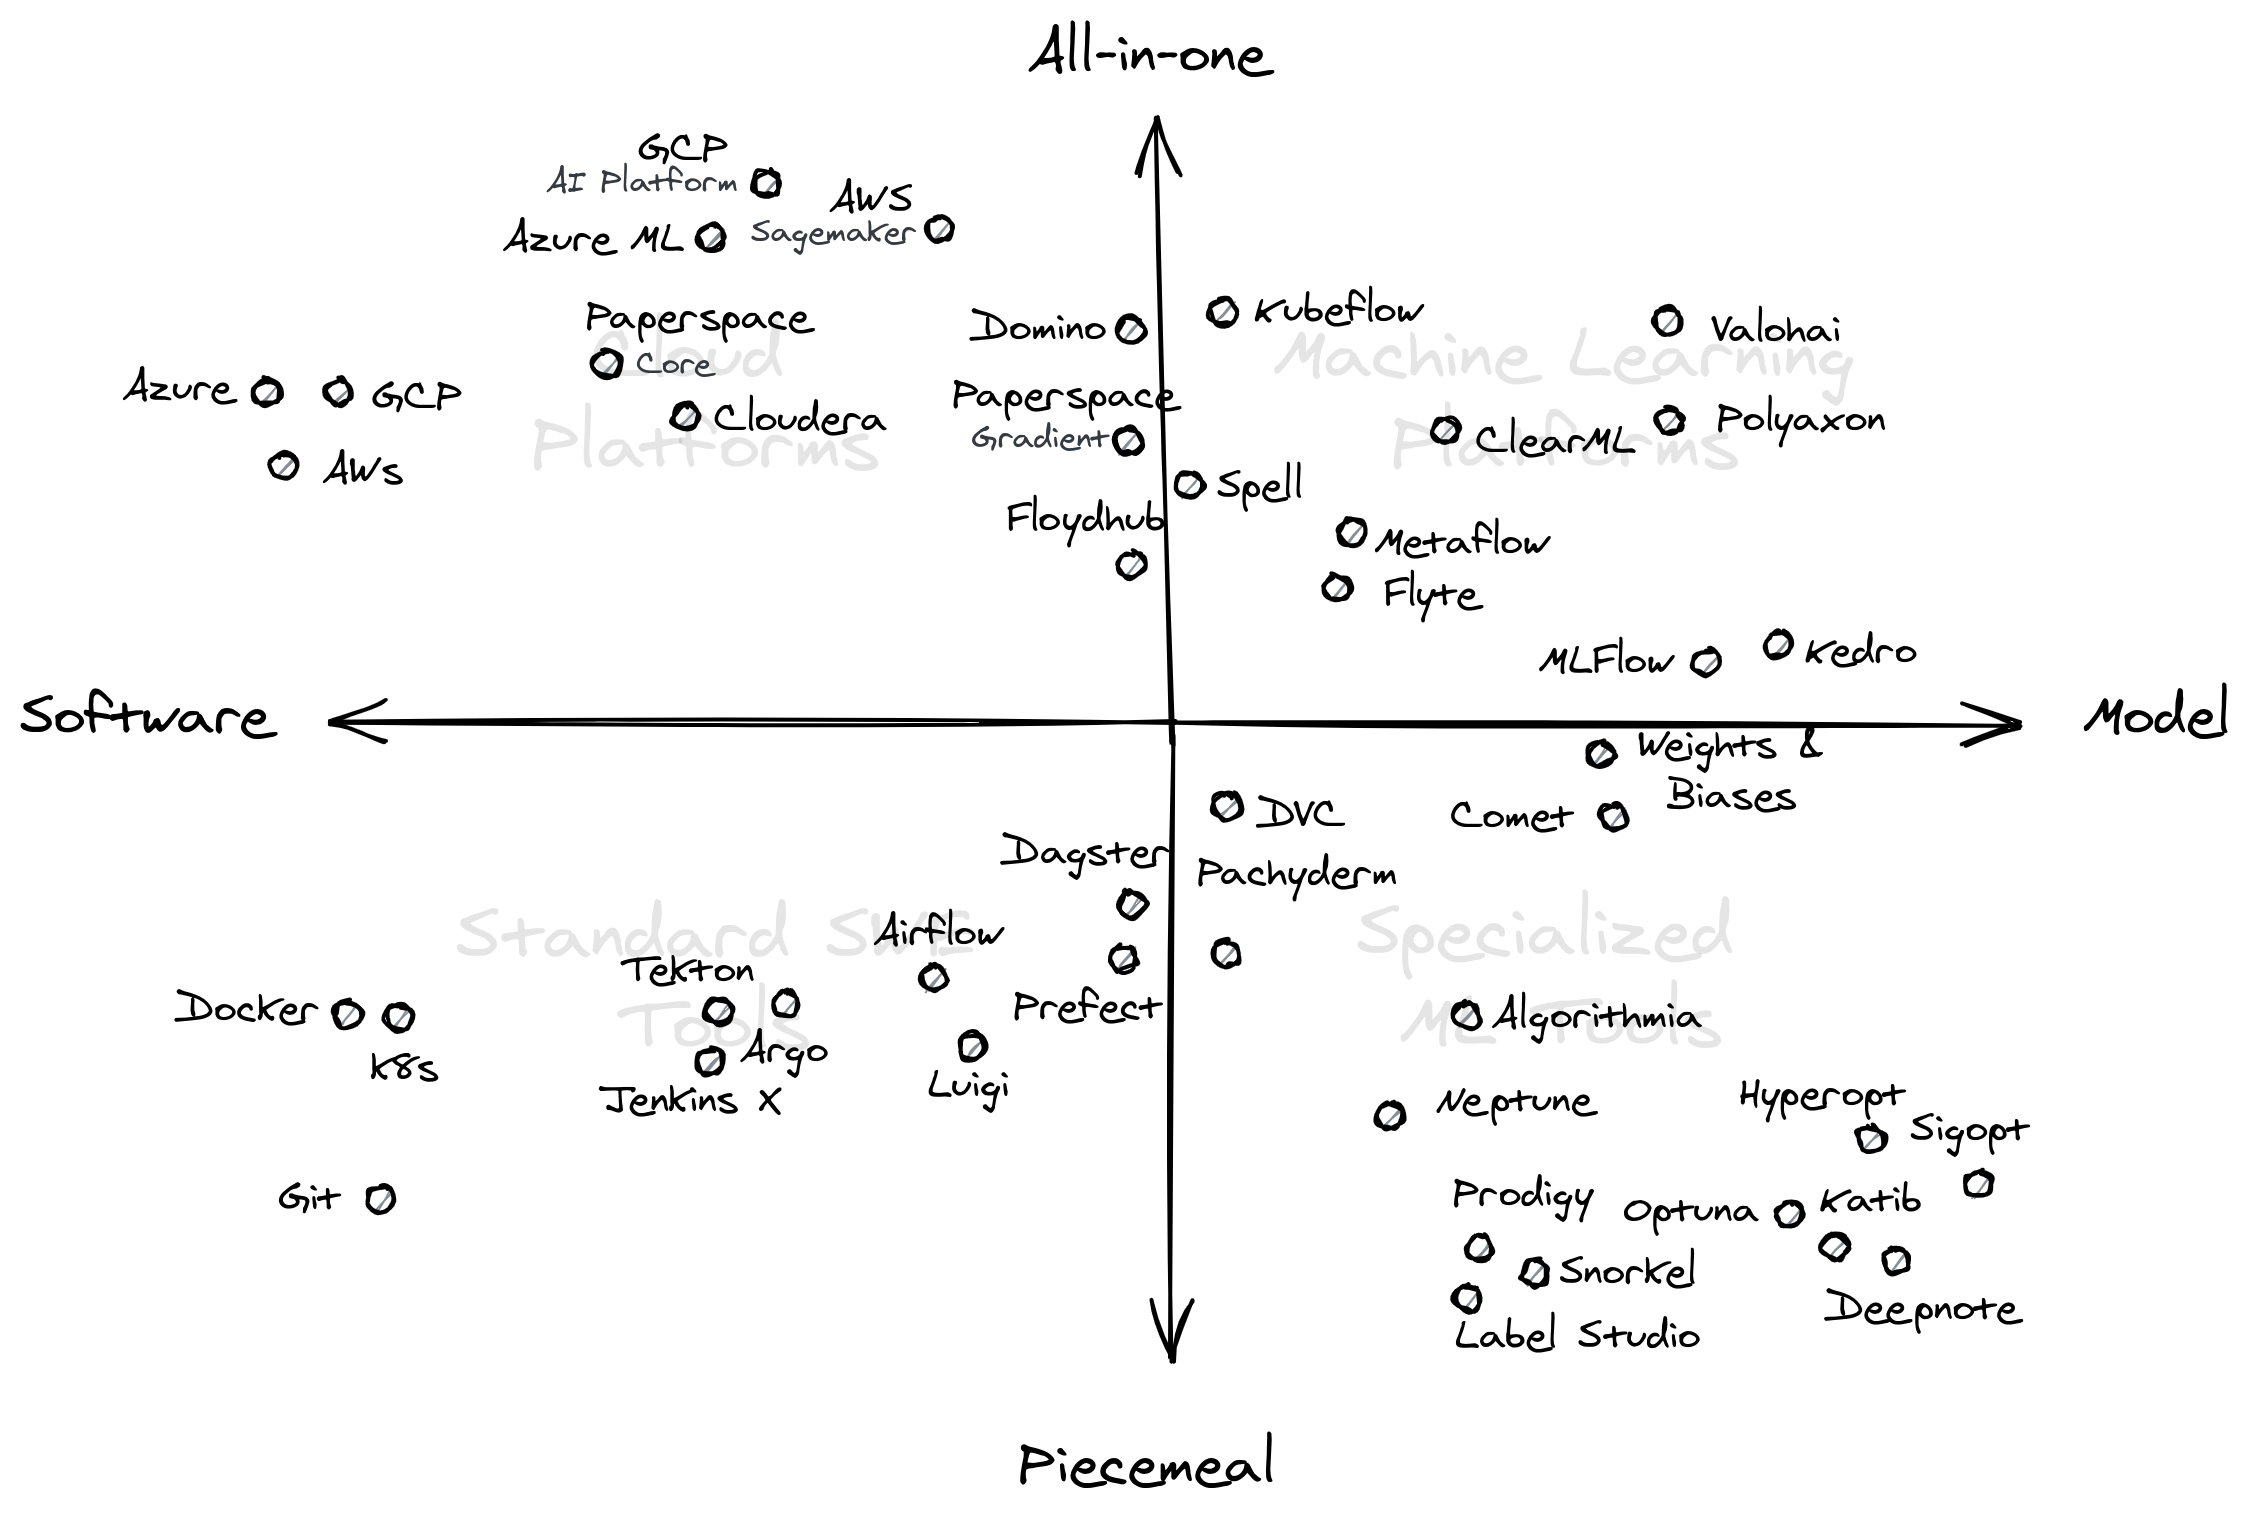 All-in-one
GCP
AI Platform
AWS
Sagemaker
Azure ML
Paperspace
Core
Cloud
Platforms
Cloudera
Azure
GCP
AWs
Domino
Paperspace
Gradient
Floydhub
Kubeflow
Machine Learning
Platforms
Valohai
ClearML
Polyaxon
Spell
Metaflow
Flyte
MLFlow
Kedro
Software
Model
Weights &
Biases
DVC
Comet
Dagster
Pachyderm
Standard SWE
Tools
Airflow
Tekton
Prefect
Docker
K8s
Argo
Jenkins X
Luigi
Git
Specialized
ML Tools
Algorithmia
Neptune
Hyperopt
Sigopt
Prodigy
Optuna
Katib
Snorkel
Deepnote
Label Studio
Piecemeal